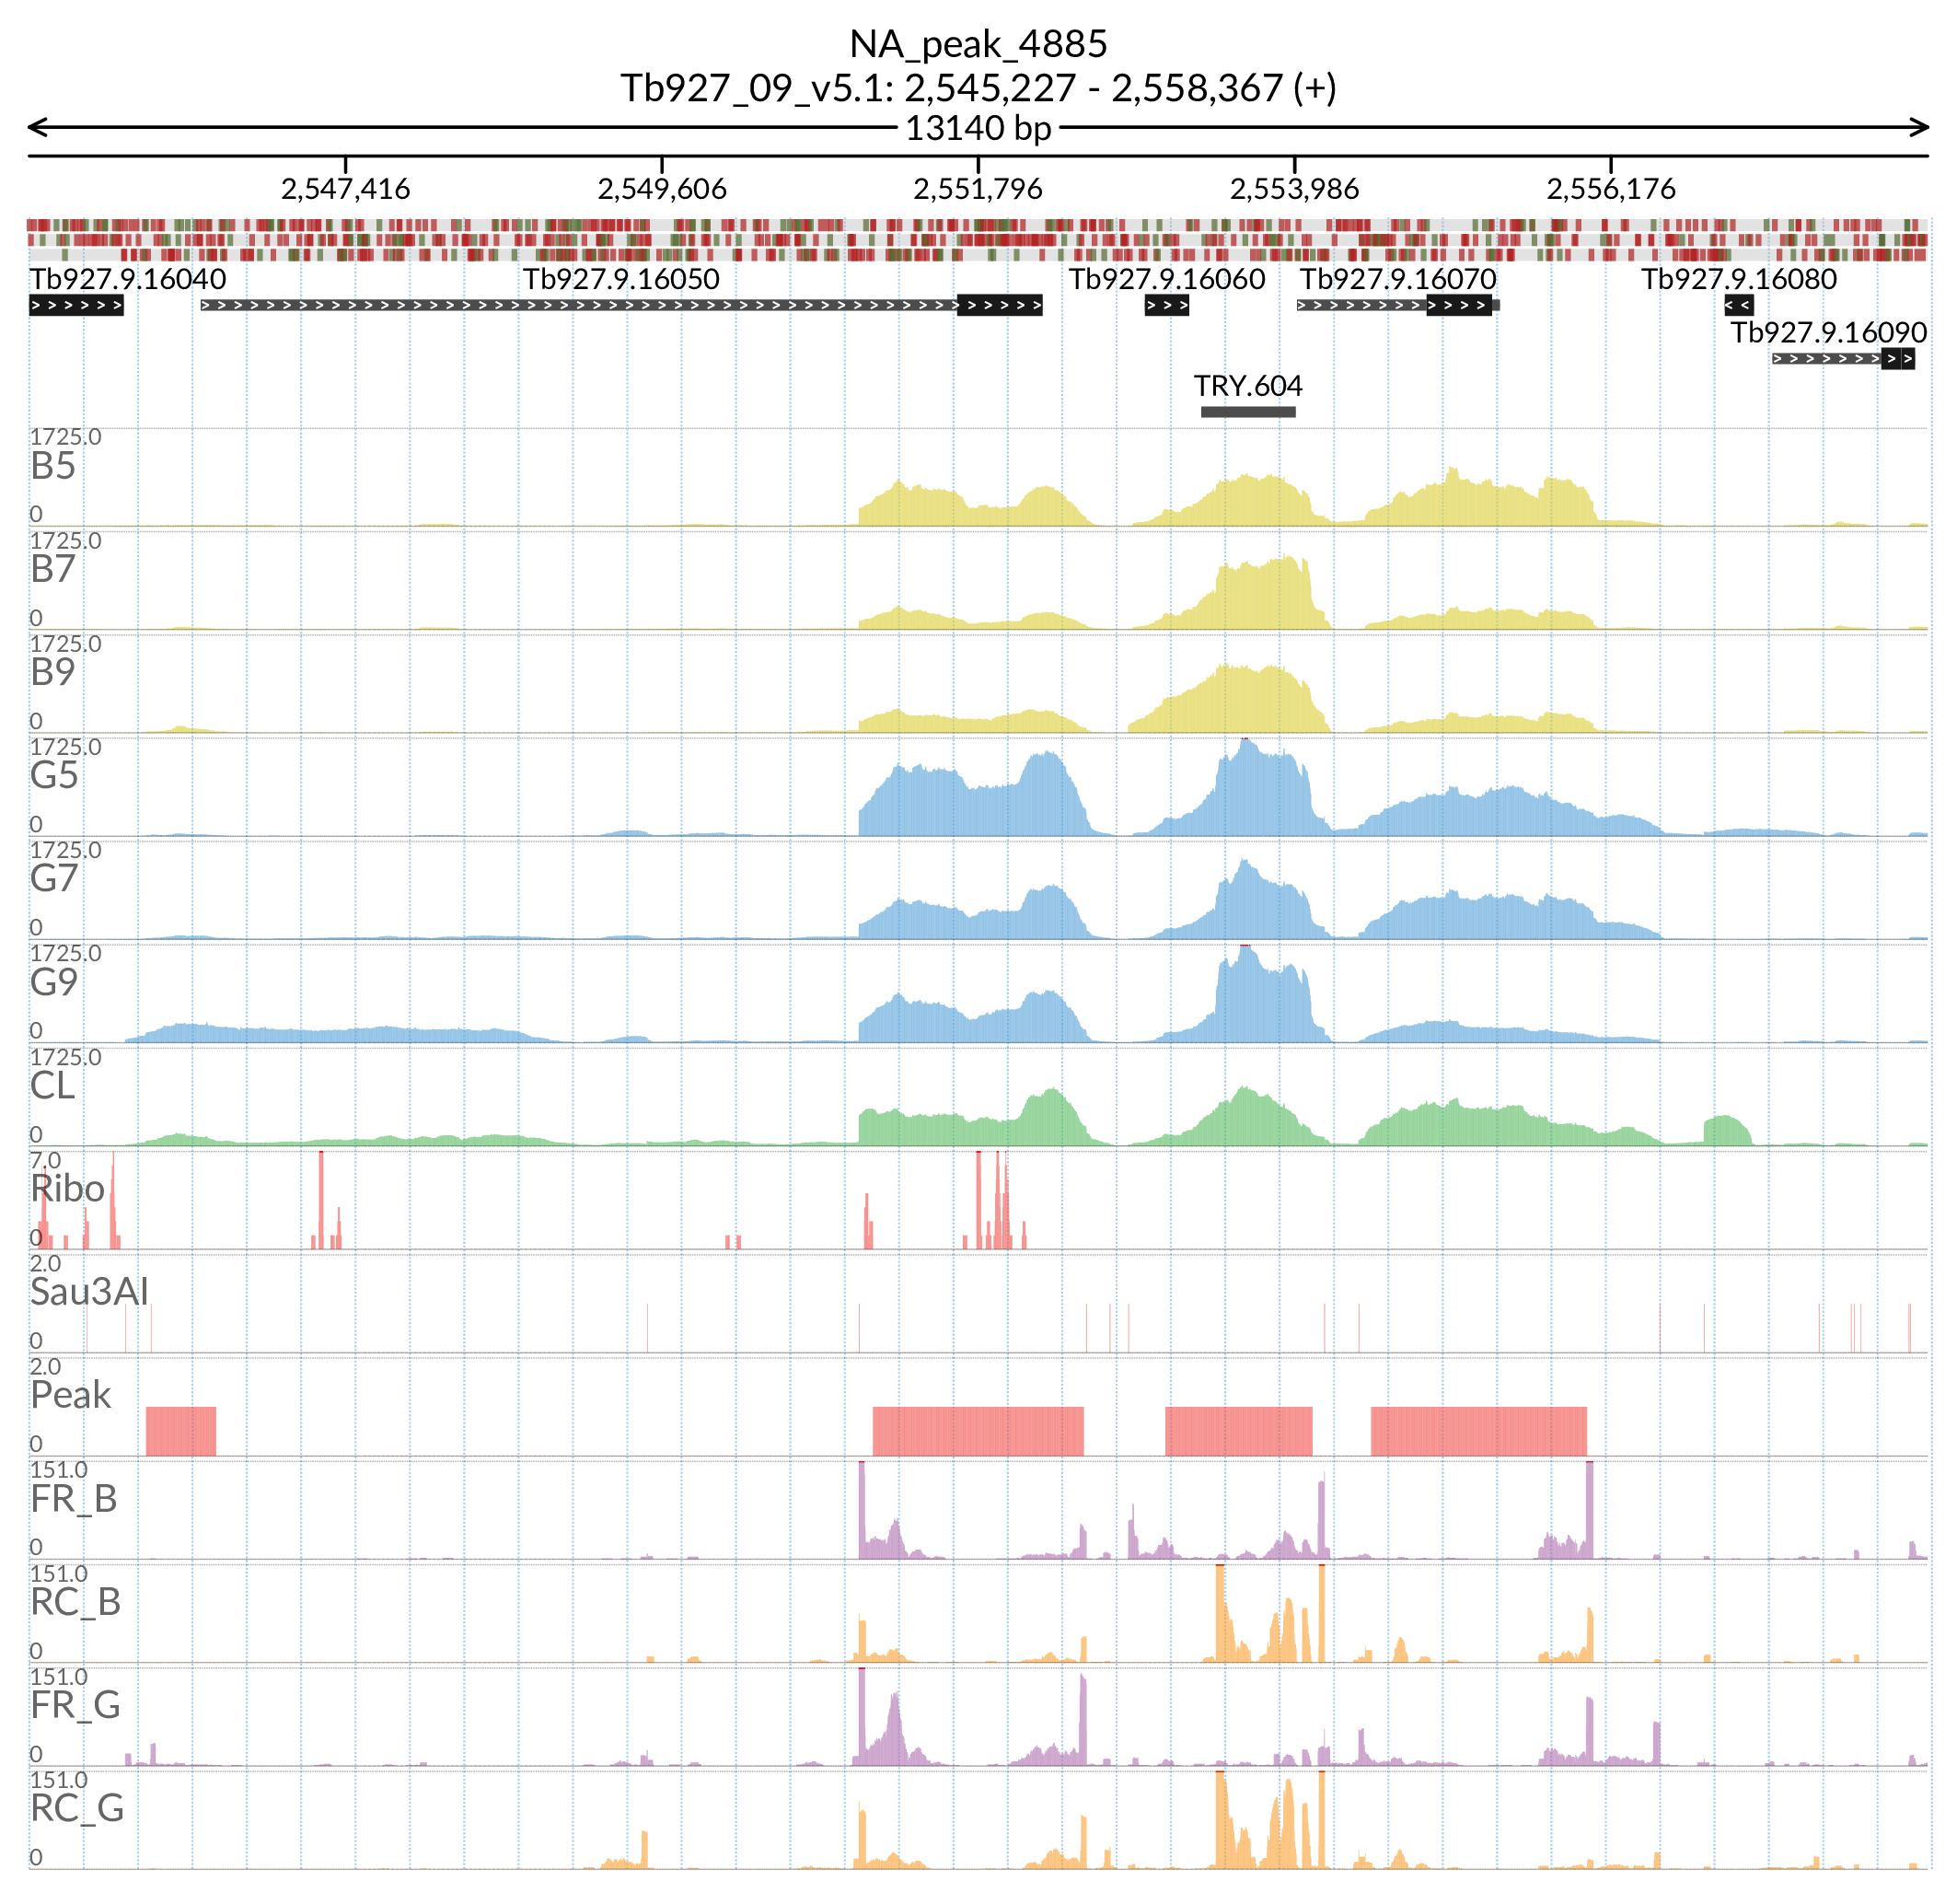 NA_peak_4885
Tb927_09_v5.1: 2,545,227 - 2,558,367 (+)
13140 bp
2,547,416 2,549,606 2,551,796 2,553,986 2,556,176
Tb927.9.16040 Tb927.9.16050 Tb927.9.16060 Tb927.9.16070 Tb927.9.16080
Tb927.9.16090
TRY.604
1725.0
B5
0
1725.0
B7
0
1725.0
B9
0
1725.0
G5
0
1725.0
G7
0
1725.0
G9
0
1725.0
CL
0
7.0
Ribo
0
2.0
Sau3AI
0
2.0
Peak
0
151.0
FR_B
0
151.0
RC_B
0
151.0
FR_G
0
151.0
RC_G
0